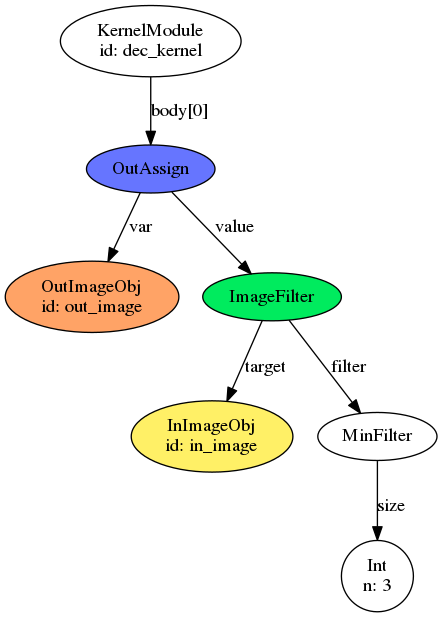 KernelModule
id: dec_kernel
body[0]
OutAssign
var
value
OutImageObj
id: out_image
ImageFilter
target
filter
InImageObj
id: in_image
MinFilter
size
Int
n: 3